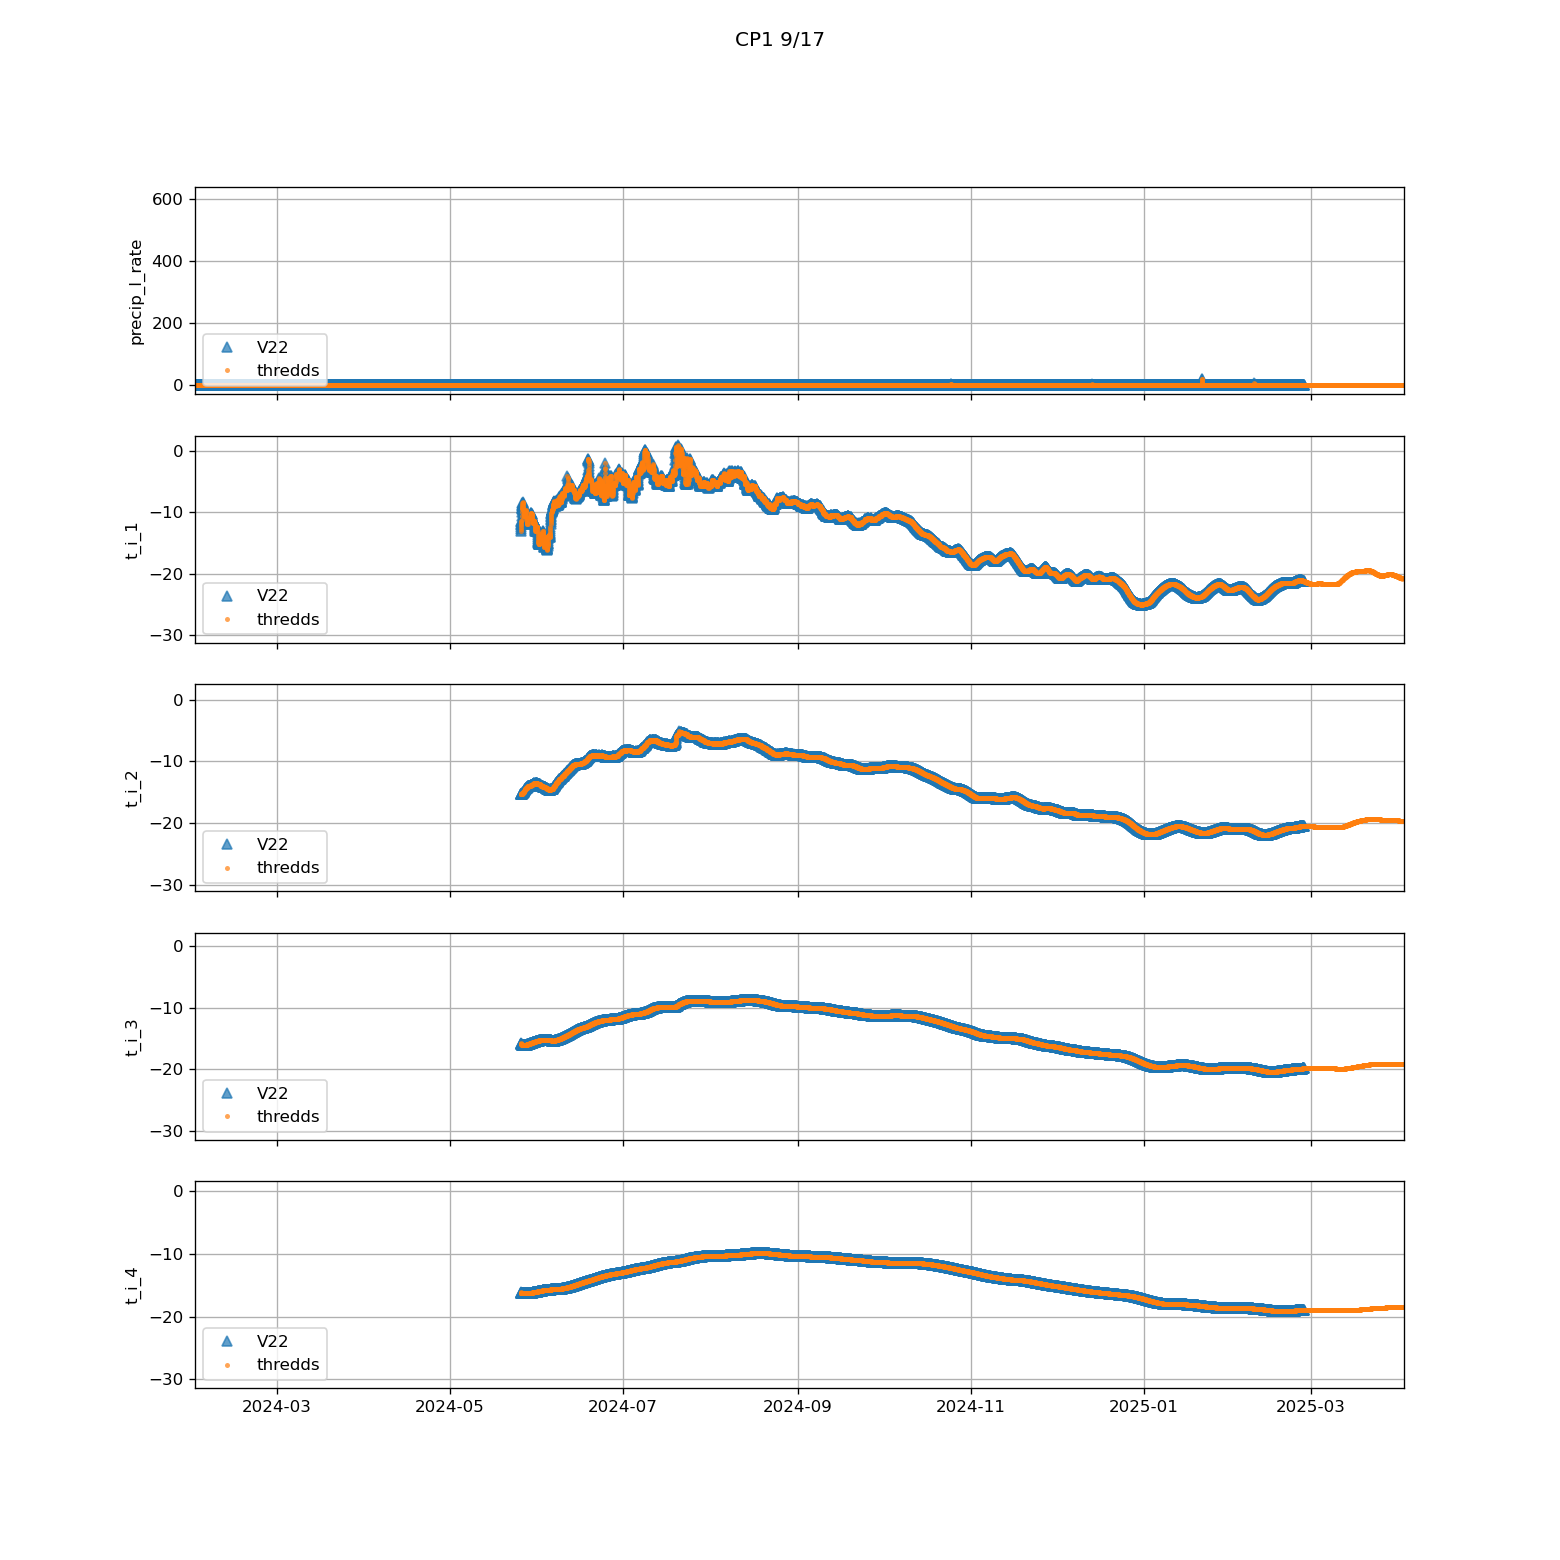 CP1 9/17
600
400
200
0
precip_l_rate
V22
thredds
0
−10
−20
−30
t_i_1
V22
thredds
0
−10
−20
−30
t_i_2
V22
thredds
0
−10
−20
−30
t_i_3
V22
thredds
0
−10
−20
−30
t_i_4
V22
thredds
2024-03 2024-05 2024-07 2024-09 2024-11 2025-01 2025-03